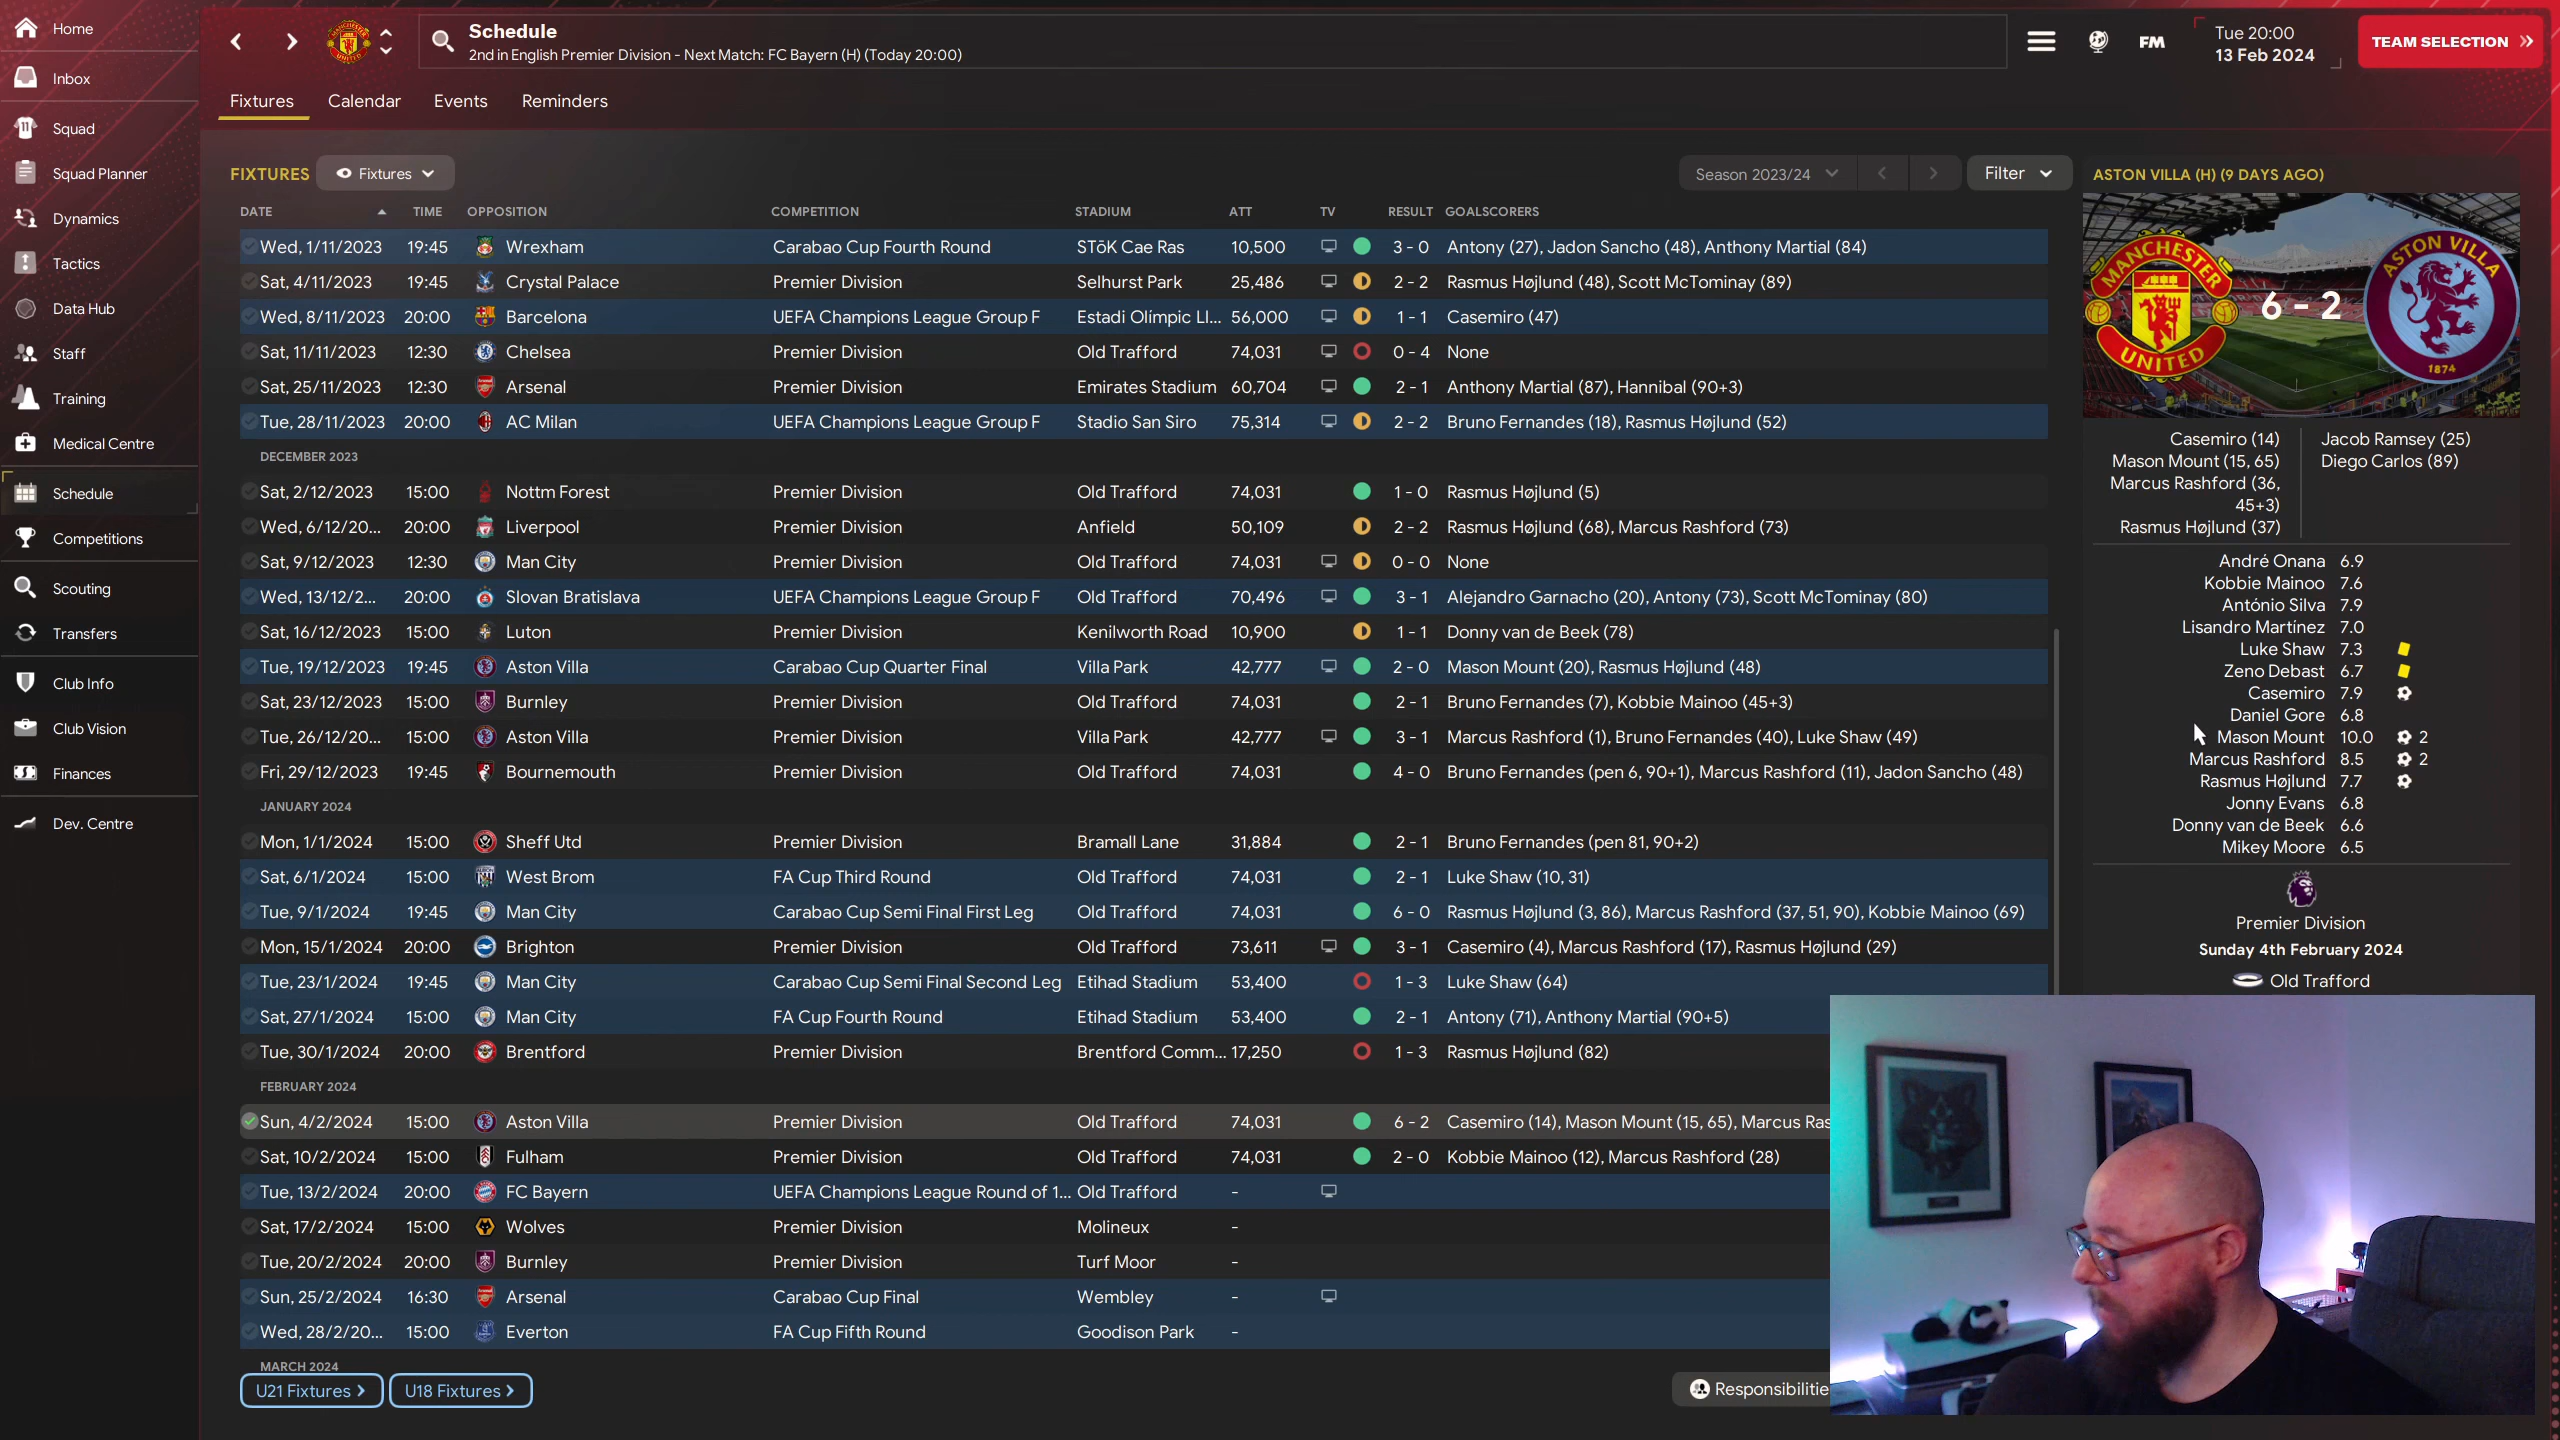 Home
Inbox
Squad
Squad Planner
Dynamics
Tactics
Data Hub
Staff
Training
Medical Centre
Schedule
Competitions
Scouting
Transfers
Club Info
Club Vision
Finances
Dev. Centre
Schedule
2nd in English Premier Division - Next Match: FC Bayern (H) (Today 20:00)
FM
Tue 20:00
13 Feb 2024
TEAM SELECTION
Fixtures Calendar Events Reminders
FIXTURES Fixtures Season 2023/24 Filter
DATE TIME OPPOSITION COMPETITION STADIUM ATT TV RESULT GOALSCORERS
Wed, 1/11/2023 19:45 Wrexham Carabao Cup Fourth Round STōK Cae Ras 10,500 3 - 0 Antony (27), Jadon Sancho (48), Anthony Martial (84)
Sat, 4/11/2023 19:45 Crystal Palace Premier Division Selhurst Park 25,486 2 - 2 Rasmus Højlund (48), Scott McTominay (89)
Wed, 8/11/2023 20:00 Barcelona UEFA Champions League Group F Estadi Olímpic Ll... 56,000 1 - 1 Casemiro (47)
Sat, 11/11/2023 12:30 Chelsea Premier Division Old Trafford 74,031 0 - 4 None
Sat, 25/11/2023 12:30 Arsenal Premier Division Emirates Stadium 60,704 2 - 1 Anthony Martial (87), Hannibal (90+3)
Tue, 28/11/2023 20:00 AC Milan UEFA Champions League Group F Stadio San Siro 75,314 2 - 2 Bruno Fernandes (18), Rasmus Højlund (52)
DECEMBER 2023
Sat, 2/12/2023 15:00 Nottm Forest Premier Division Old Trafford 74,031 1 - 0 Rasmus Højlund (5)
Wed, 6/12/20... 20:00 Liverpool Premier Division Anfield 50,109 2 - 2 Rasmus Højlund (68), Marcus Rashford (73)
Sat, 9/12/2023 12:30 Man City Premier Division Old Trafford 74,031 0 - 0 None
Wed, 13/12/2... 20:00 Slovan Bratislava UEFA Champions League Group F Old Trafford 70,496 3 - 1 Alejandro Garnacho (20), Antony (73), Scott McTominay (80)
Sat, 16/12/2023 15:00 Luton Premier Division Kenilworth Road 10,900 1 - 1 Donny van de Beek (78)
Tue, 19/12/2023 19:45 Aston Villa Carabao Cup Quarter Final Villa Park 42,777 2 - 0 Mason Mount (20), Rasmus Højlund (48)
Sat, 23/12/2023 15:00 Burnley Premier Division Old Trafford 74,031 2 - 1 Bruno Fernandes (7), Kobbie Mainoo (45+3)
Tue, 26/12/20... 15:00 Aston Villa Premier Division Villa Park 42,777 3 - 1 Marcus Rashford (1), Bruno Fernandes (40), Luke Shaw (49)
Fri, 29/12/2023 19:45 Bournemouth Premier Division Old Trafford 74,031 4 - 0 Bruno Fernandes (pen 6, 90+1), Marcus Rashford (11), Jadon Sancho (48)
JANUARY 2024
Mon, 1/1/2024 15:00 Sheff Utd Premier Division Bramall Lane 31,884 2 - 1 Bruno Fernandes (pen 81, 90+2)
Sat, 6/1/2024 15:00 West Brom FA Cup Third Round Old Trafford 74,031 2 - 1 Luke Shaw (10, 31)
Tue, 9/1/2024 19:45 Man City Carabao Cup Semi Final First Leg Old Trafford 74,031 6 - 0 Rasmus Højlund (3, 86), Marcus Rashford (37, 51, 90), Kobbie Mainoo (69)
Mon, 15/1/2024 20:00 Brighton Premier Division Old Trafford 73,611 3 - 1 Casemiro (4), Marcus Rashford (17), Rasmus Højlund (29)
Tue, 23/1/2024 19:45 Man City Carabao Cup Semi Final Second Leg Etihad Stadium 53,400 1 - 3 Luke Shaw (64)
Sat, 27/1/2024 15:00 Man City FA Cup Fourth Round Etihad Stadium 53,400 2 - 1 Antony (71), Anthony Martial (90+5)
Tue, 30/1/2024 20:00 Brentford Premier Division Brentford Comm... 17,250 1 - 3 Rasmus Højlund (82)
FEBRUARY 2024
Sun, 4/2/2024 15:00 Aston Villa Premier Division Old Trafford 74,031 6 - 2 Casemiro (14), Mason Mount (15, 65), Marcus Ras
Sat, 10/2/2024 15:00 Fulham Premier Division Old Trafford 74,031 2 - 0 Kobbie Mainoo (12), Marcus Rashford (28)
Tue, 13/2/2024 20:00 FC Bayern UEFA Champions League Round of 1... Old Trafford -
Sat, 17/2/2024 15:00 Wolves Premier Division Molineux -
Tue, 20/2/2024 20:00 Burnley Premier Division Turf Moor -
Sun, 25/2/2024 16:30 Arsenal Carabao Cup Final Wembley -
Wed, 28/2/20... 15:00 Everton FA Cup Fifth Round Goodison Park -
MARCH 2024
U21 Fixtures U18 Fixtures Responsibilitie
ASTON VILLA (H) (9 DAYS AGO)
MANCHESTER
UNITED
6 - 2
ASTON VILLA
1874
Casemiro (14) Jacob Ramsey (25)
Mason Mount (15, 65) Diego Carlos (89)
Marcus Rashford (36,
45+3)
Rasmus Højlund (37)
André Onana 6.9
Kobbie Mainoo 7.6
António Silva 7.9
Lisandro Martínez 7.0
Luke Shaw 7.3
Zeno Debast 6.7
Casemiro 7.9
Daniel Gore 6.8
Mason Mount 10.0 2
Marcus Rashford 8.5 2
Rasmus Højlund 7.7
Jonny Evans 6.8
Donny van de Beek 6.6
Mikey Moore 6.5
Premier Division
Sunday 4th February 2024
Old Trafford